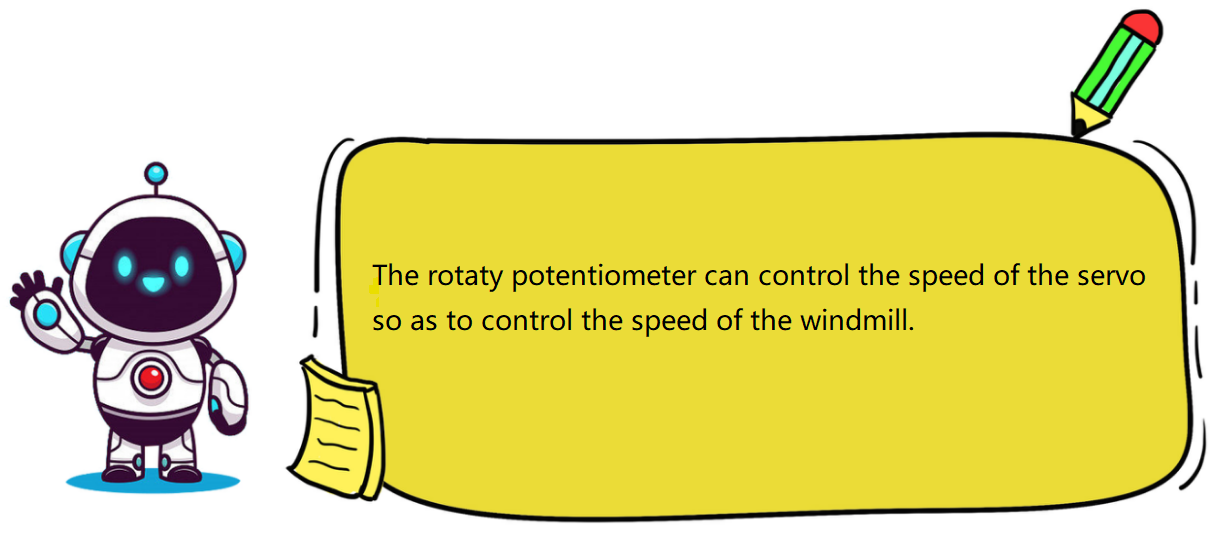 The rotaty potentiometer can control the speed of the servo
so as to control the speed of the windmill.